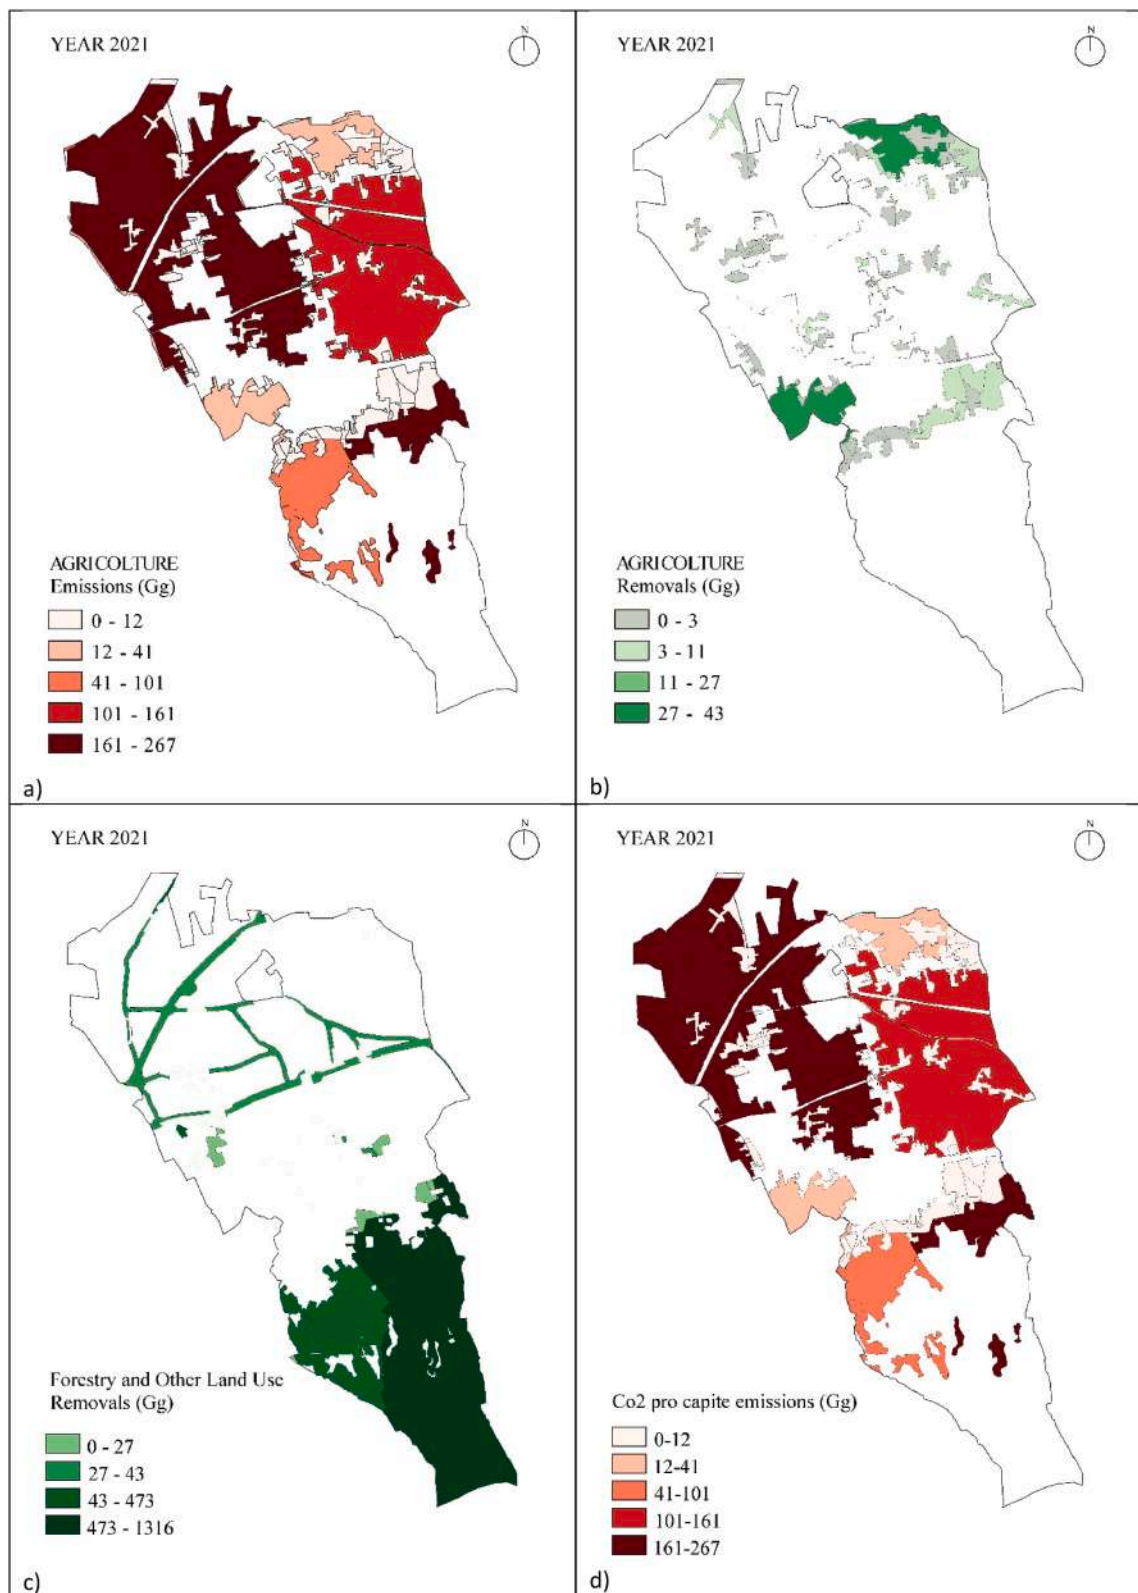 YEAR 2021
N
AGRICOLTURE
Emissions (Gg)
0 - 12
12 - 41
41 - 101
101 - 161
161 - 267
a)
YEAR 2021
N
AGRICOLTURE
Removals (Gg)
0 - 3
3 - 11
11 - 27
27 - 43
b)
YEAR 2021
N
Forestry and Other Land Use
Removals (Gg)
0 - 27
27 - 43
43 - 473
473 - 1316
c)
YEAR 2021
N
Co2 pro capite emissions (Gg)
0-12
12-41
41-101
101-161
161-267
d)